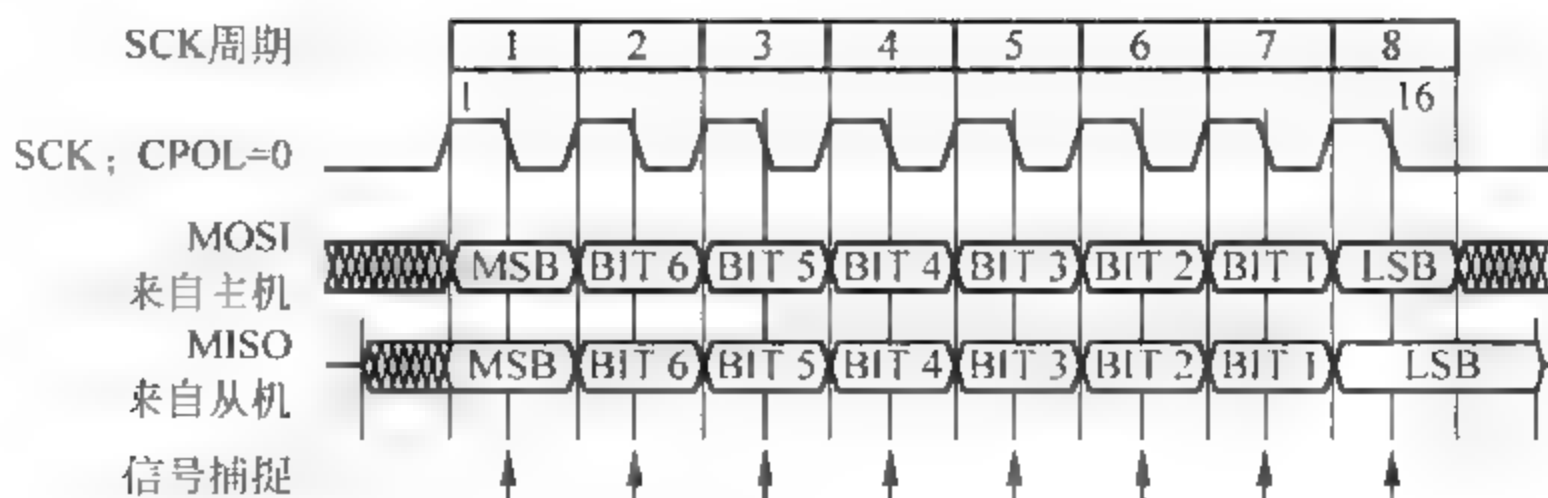 SCK周期 1 2 3 4 5 6 7 8
1 16
SCK；CPOL=0
MOSI
来自主机
MSB BIT 6 BIT 5 BIT 4 BIT 3 BIT 2 BIT 1 LSB
MISO
来自从机
MSB BIT 6 BIT 5 BIT 4 BIT 3 BIT 2 BIT 1 LSB
信号捕捉